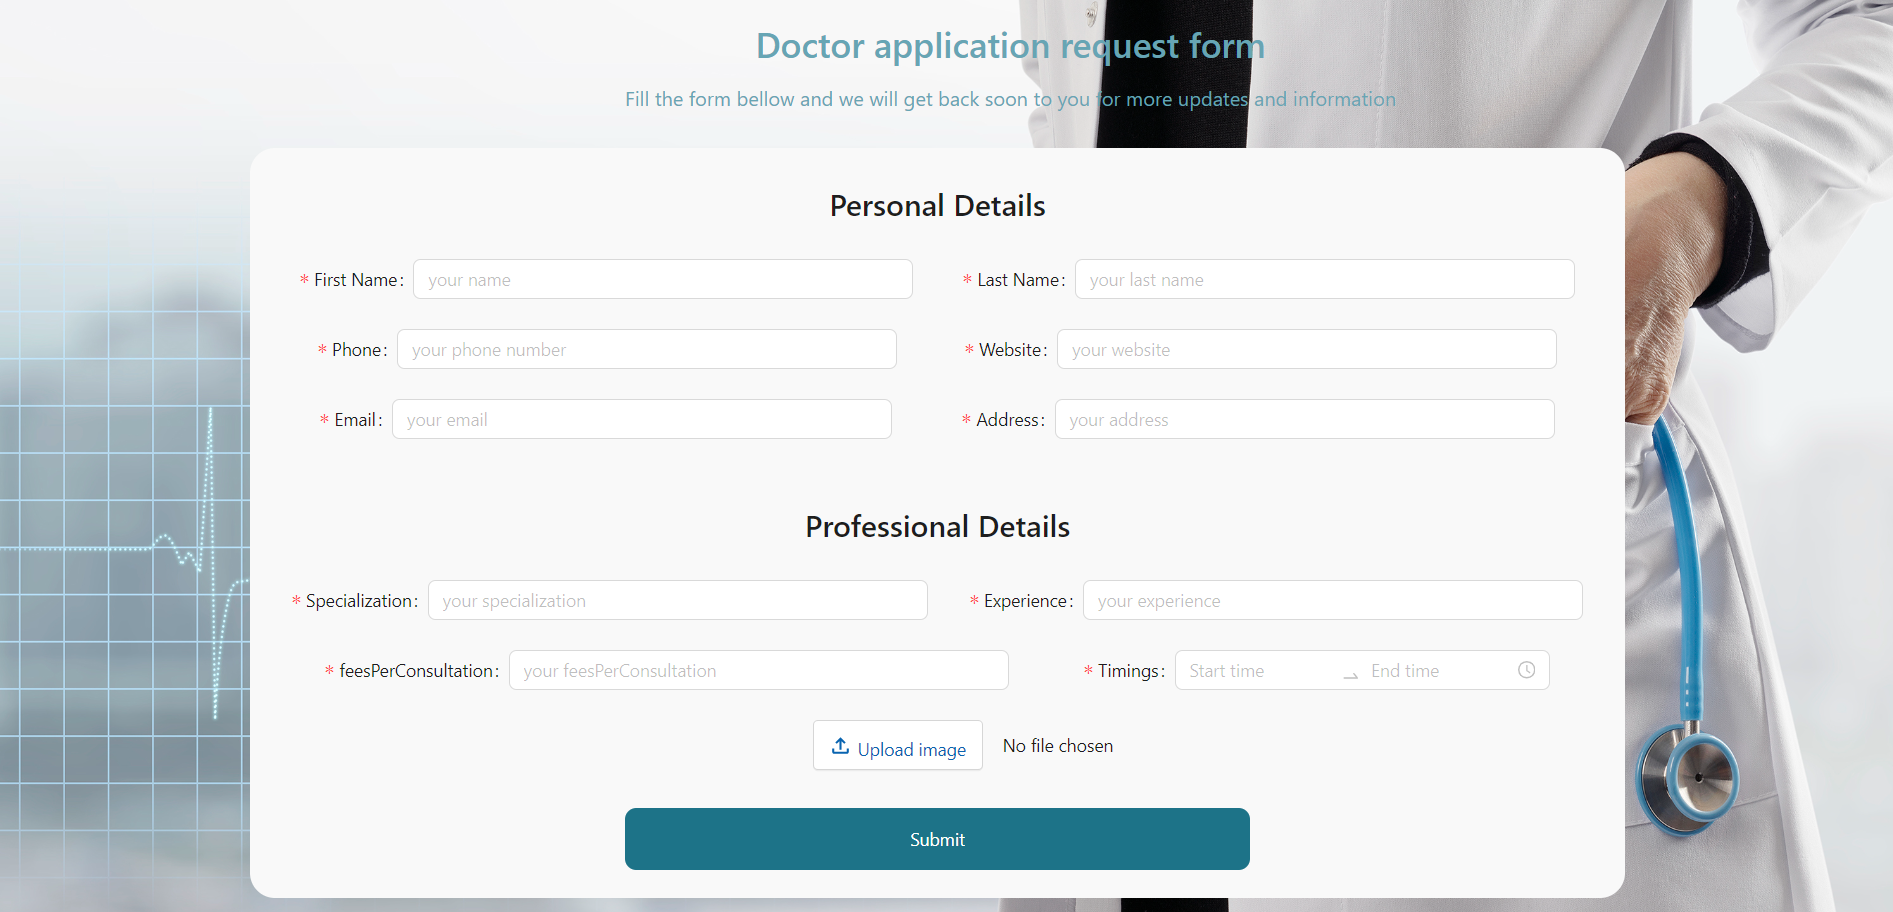 Doctor application request form
Fill the form bellow and we will get back soon to you for more updates and information
Personal Details
* First Name: your name * Last Name: your last name
* Phone: your phone number * Website: your website
* Email: your email * Address: your address
Professional Details
* Specialization: your specialization * Experience: your experience
* feesPerConsultation: your feesPerConsultation * Timings: Start time → End time
Upload image No file chosen
Submit